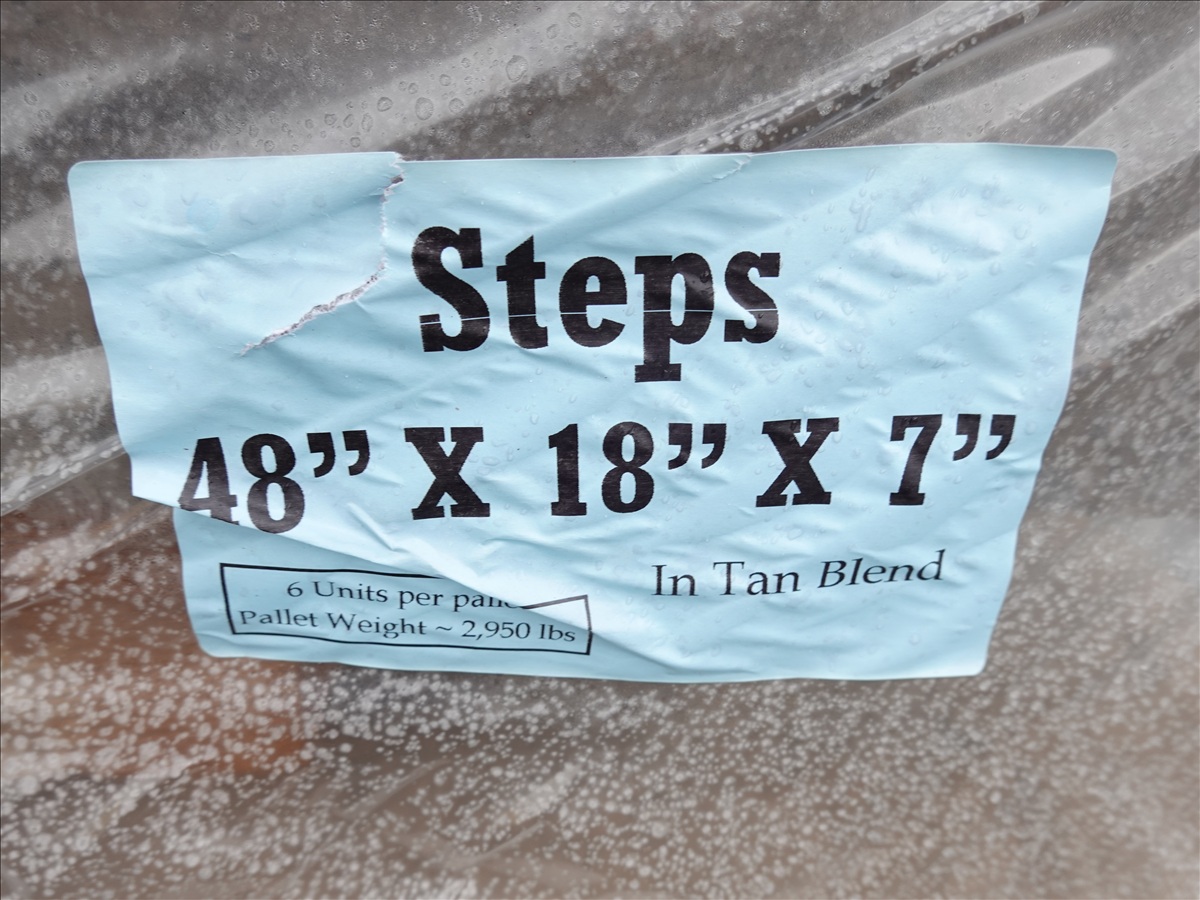 Steps
48” X 18” X 7”
In Tan Blend
6 Units per
Pallet Weight ~ 2,950 lbs